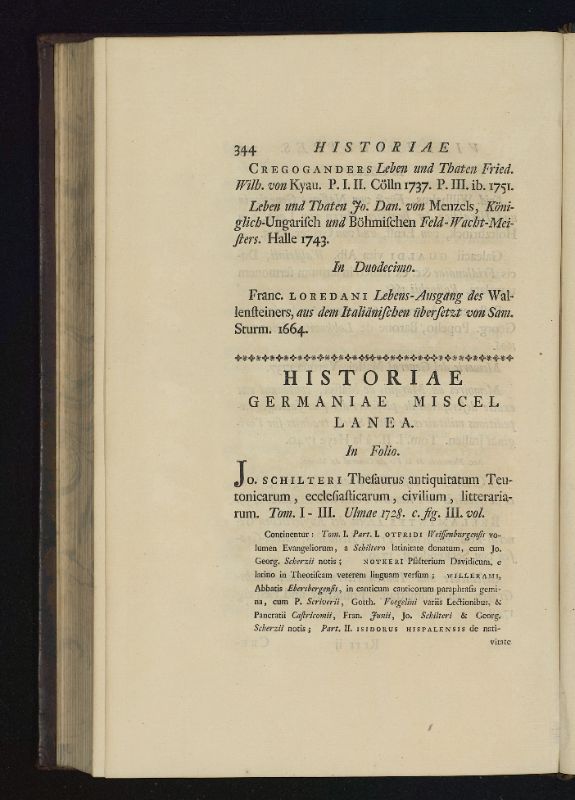 344 HISTORIAE
CREGOGANDERS Leben und Thaten Fried.
Wilh. von Kyau. P. I. II. Cölln 1737. P. III. ib. 1751.
Leben und Thaten Jo. Dan. von Menzels, Köni-
glich-Ungarischen und Böhmischen Feld-Wacht-Mei-
sters. Halle 1743.
In Duodecimo.
Franc. LOREDANI Lebens-Ausgang des Wal-
lensteiners, aus dem Italiänischen übersetzt von Sam.
Sturm. 1664.
HISTORIAE
GERMANIAE MISCEL
LANEA.
In Folio.
JO. SCHILTERI Thesaurus antiquitatum Teu-
tonicarum, ecclesiasticarum, civilium, litteraria-
rum. Tom. I - III. Ulmae 1728. c. fig. III. vol.
Continentur: Tom. I. Part. I. OTFRIDI Weissenburgensis vo-
lumen Evangeliorum, a Schiltero latinitate donatum, cum Jo.
Georg. Scherzii notis; NOTKERI Psalterium Davidicum, e
latino in Theotiscam veterem linguam versum; WILLERAMI,
Abbatis Ebersbergensis, in canticum canticorum paraphrasis gemi-
na, cum P. Scriverii, Gotth. Voegelini variis Lectionibus, &
Pancratii Castricomii, Fran. Junii, Jo. Schilteri & Georg.
Scherzii notis; Part. II. ISIDORUS HISPALENSIS de nati-
vitate